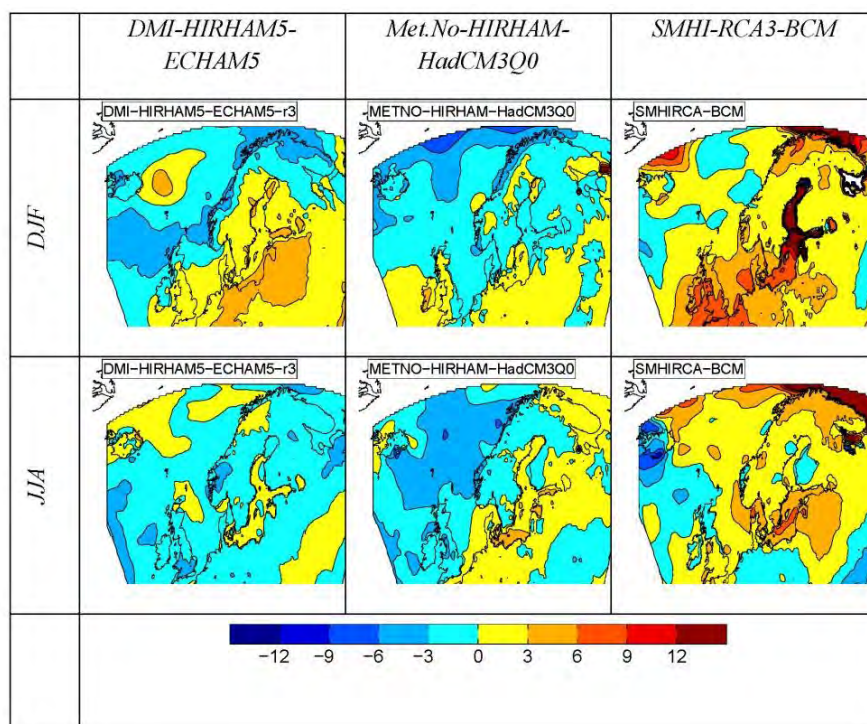 DMI-HIRHAM5-
ECHAM5
Met.No-HIRHAM-
HadCM3Q0
SMHI-RCA3-BCM
DJF
DMI-HIRHAM5-ECHAM5-r3
METNO-HIRHAM-HadCM3Q0
SMHIRCA-BCM
JJA
DMI-HIRHAM5-ECHAM5-r3
METNO-HIRHAM-HadCM3Q0
SMHIRCA-BCM
−12 −9 −6 −3 0 3 6 9 12